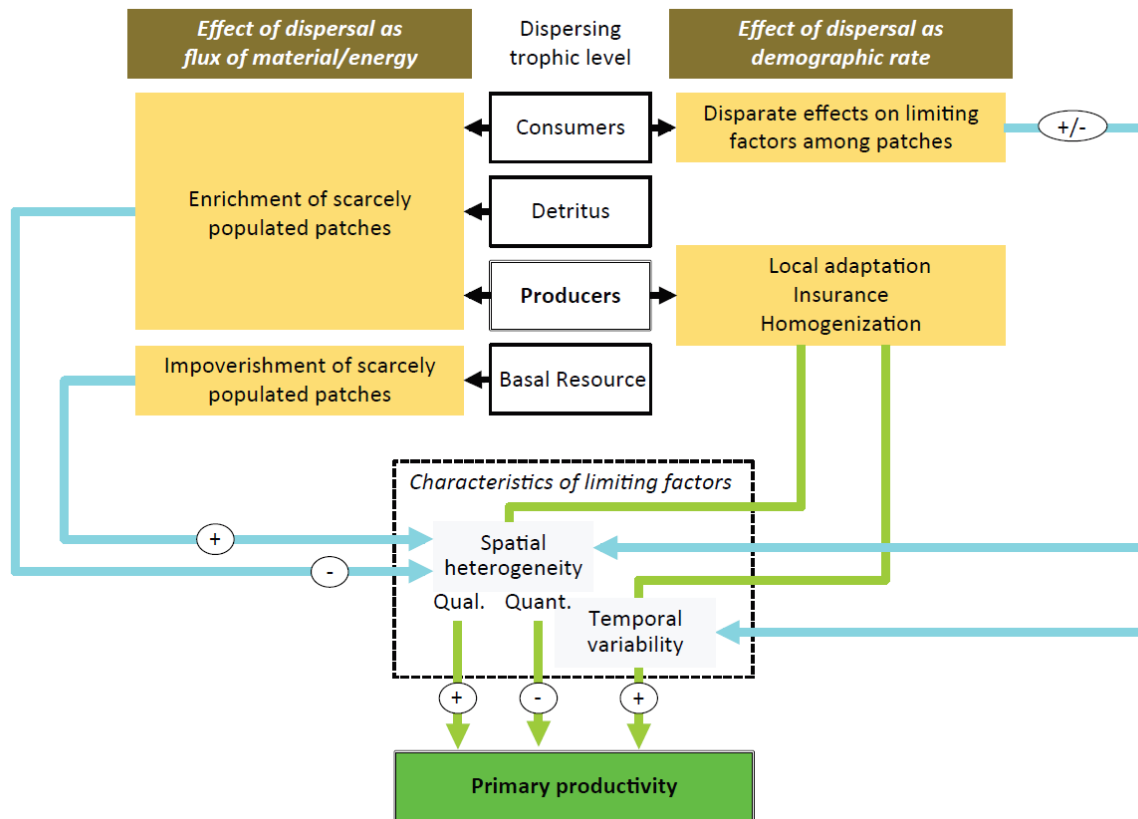 Effect of dispersal as
flux of material/energy
Dispersing
trophic level
Effect of dispersal as
demographic rate
Consumers
Disparate effects on limiting
factors among patches
+/-
Enrichment of scarcely
populated patches
Detritus
Producers
Local adaptation
Insurance
Homogenization
Impoverishment of scarcely
populated patches
Basal Resource
Characteristics of limiting factors
+
-
Spatial
heterogeneity
Qual.
Quant.
Temporal
variability
+
-
+
Primary productivity